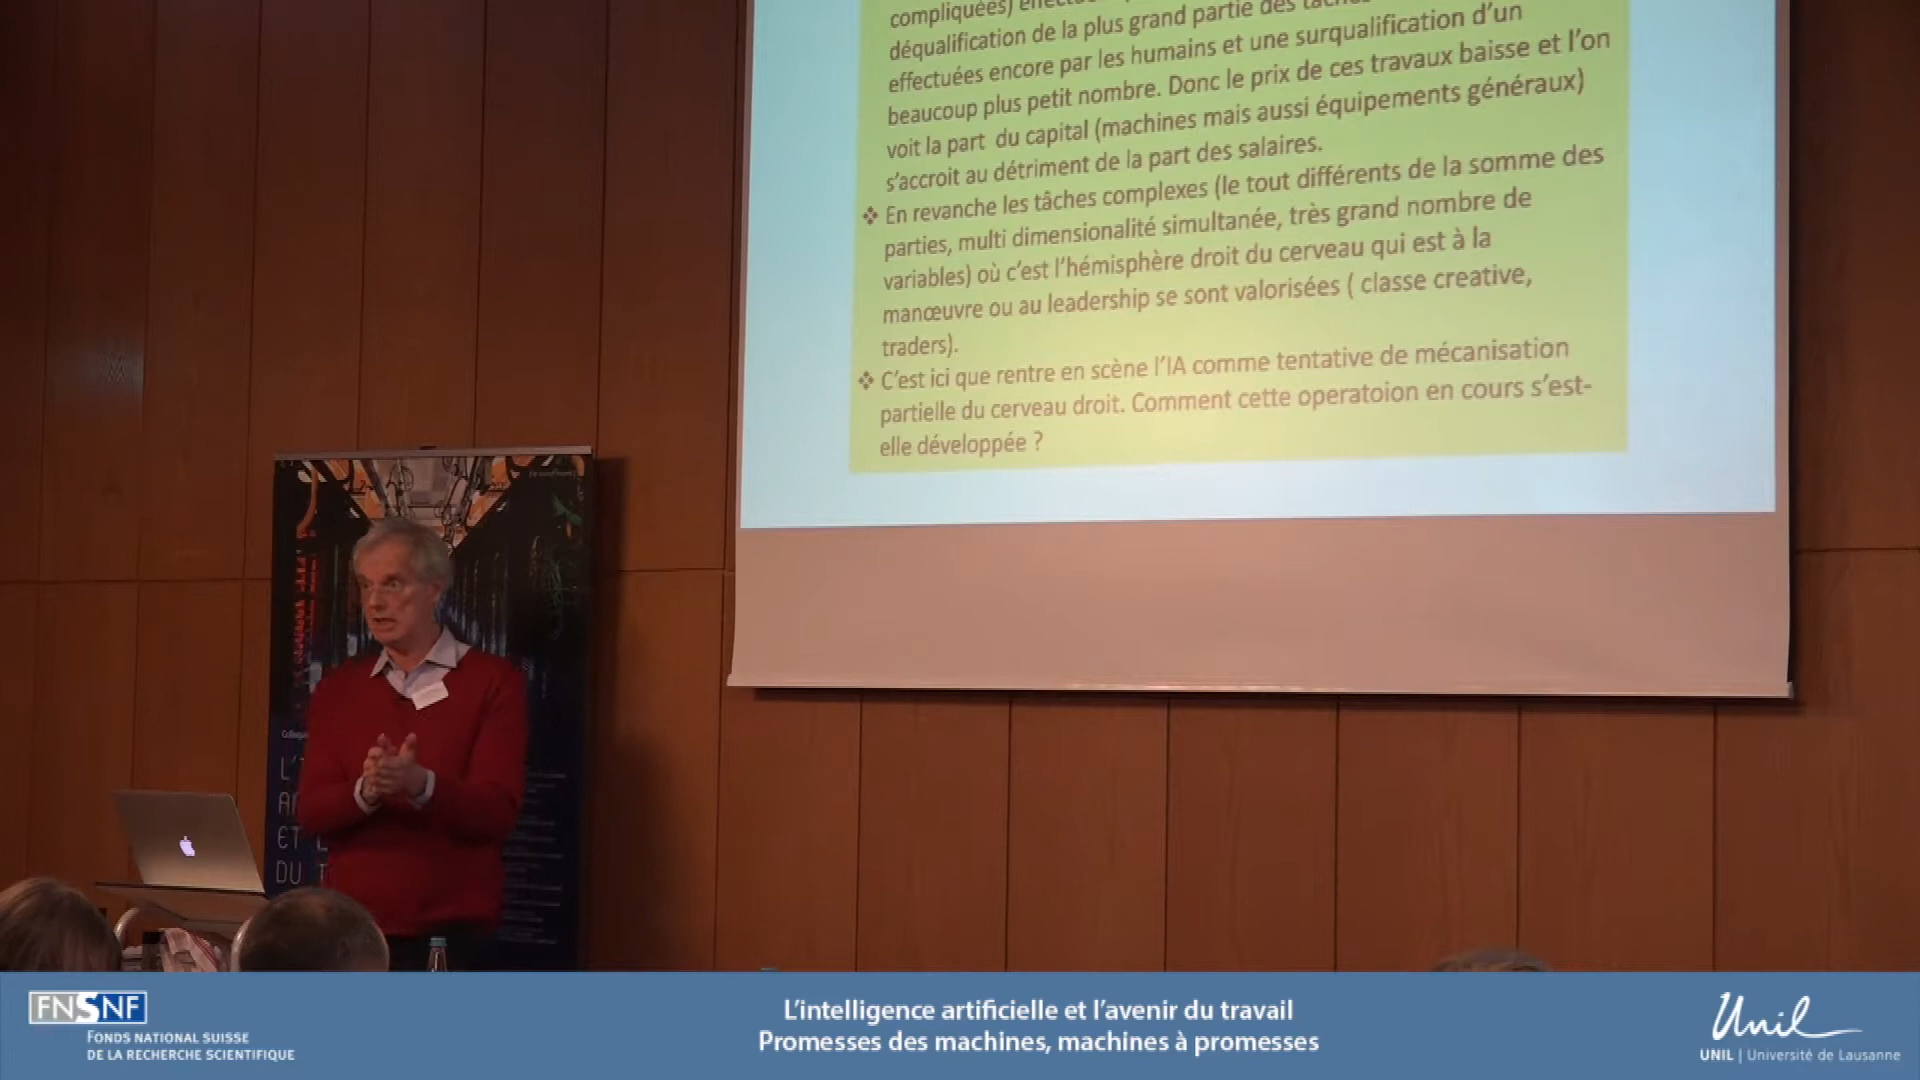 compliquées)
déqualification de la plus grand partie des
effectuées encore par les humains et une surqualification d'un
beaucoup plus petit nombre. Donc le prix de ces travaux baisse et l'on
voit la part du capital (machines mais aussi équipements généraux)
s'accroit au détriment de la part des salaires.
❖ En revanche les tâches complexes (le tout différents de la somme des
parties, multi dimensionalité simultanée, très grand nombre de
variables) où c'est l'hémisphère droit du cerveau qui est à la
manœuvre ou au leadership se sont valorisées ( classe creative,
traders).
❖ C'est ici que rentre en scène l'IA comme tentative de mécanisation
partielle du cerveau droit. Comment cette operatoion en cours s'est-
elle développée ?
L'
ET
DU
FNSNF
FONDS NATIONAL SUISSE
DE LA RECHERCHE SCIENTIFIQUE
L'intelligence artificielle et l'avenir du travail
Promesses des machines, machines à promesses
Unil
UNIL | Université de Lausanne